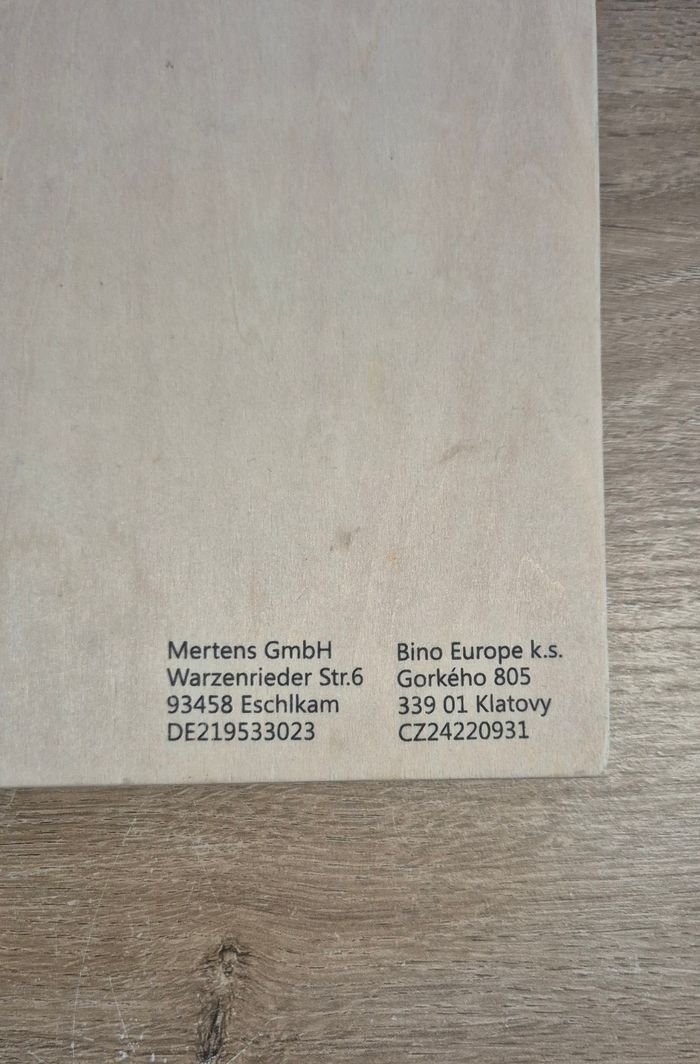 Mertens GmbH
Warzenrieder Str.6
93458 Eschlkam
DE219533023
Bino Europe k.s.
Gorkého 805
339 01 Klatovy
CZ24220931